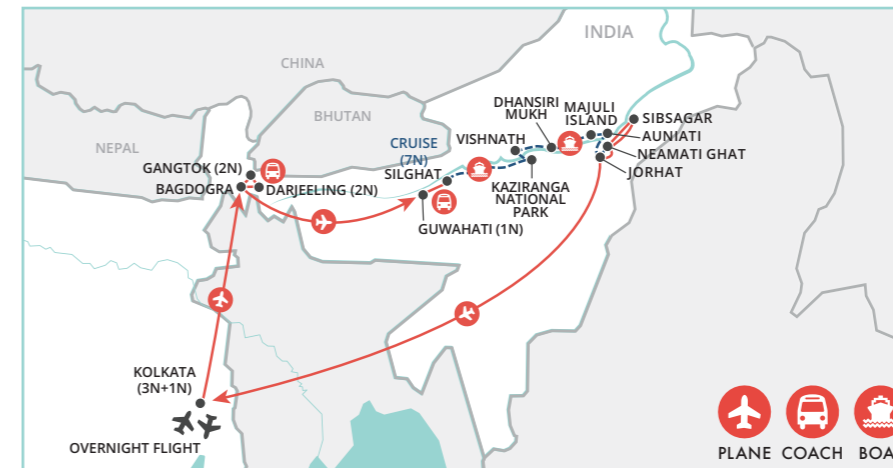 INDIA
CHINA
BHUTAN
NEPAL
DHANSIRI
MUKH
MAJULI
ISLAND
SIBSAGAR
AUNIATI
NEAMATI GHAT
JORHAT
VISHNATH
CRUISE
(7N)
SILGHAT
KAZIRANGA
NATIONAL
PARK
GANGTOK (2N)
BAGDOGRA
DARJEELING (2N)
GUWAHATI (1N)
KOLKATA
(3N+1N)
OVERNIGHT FLIGHT
PLANE COACH BOA